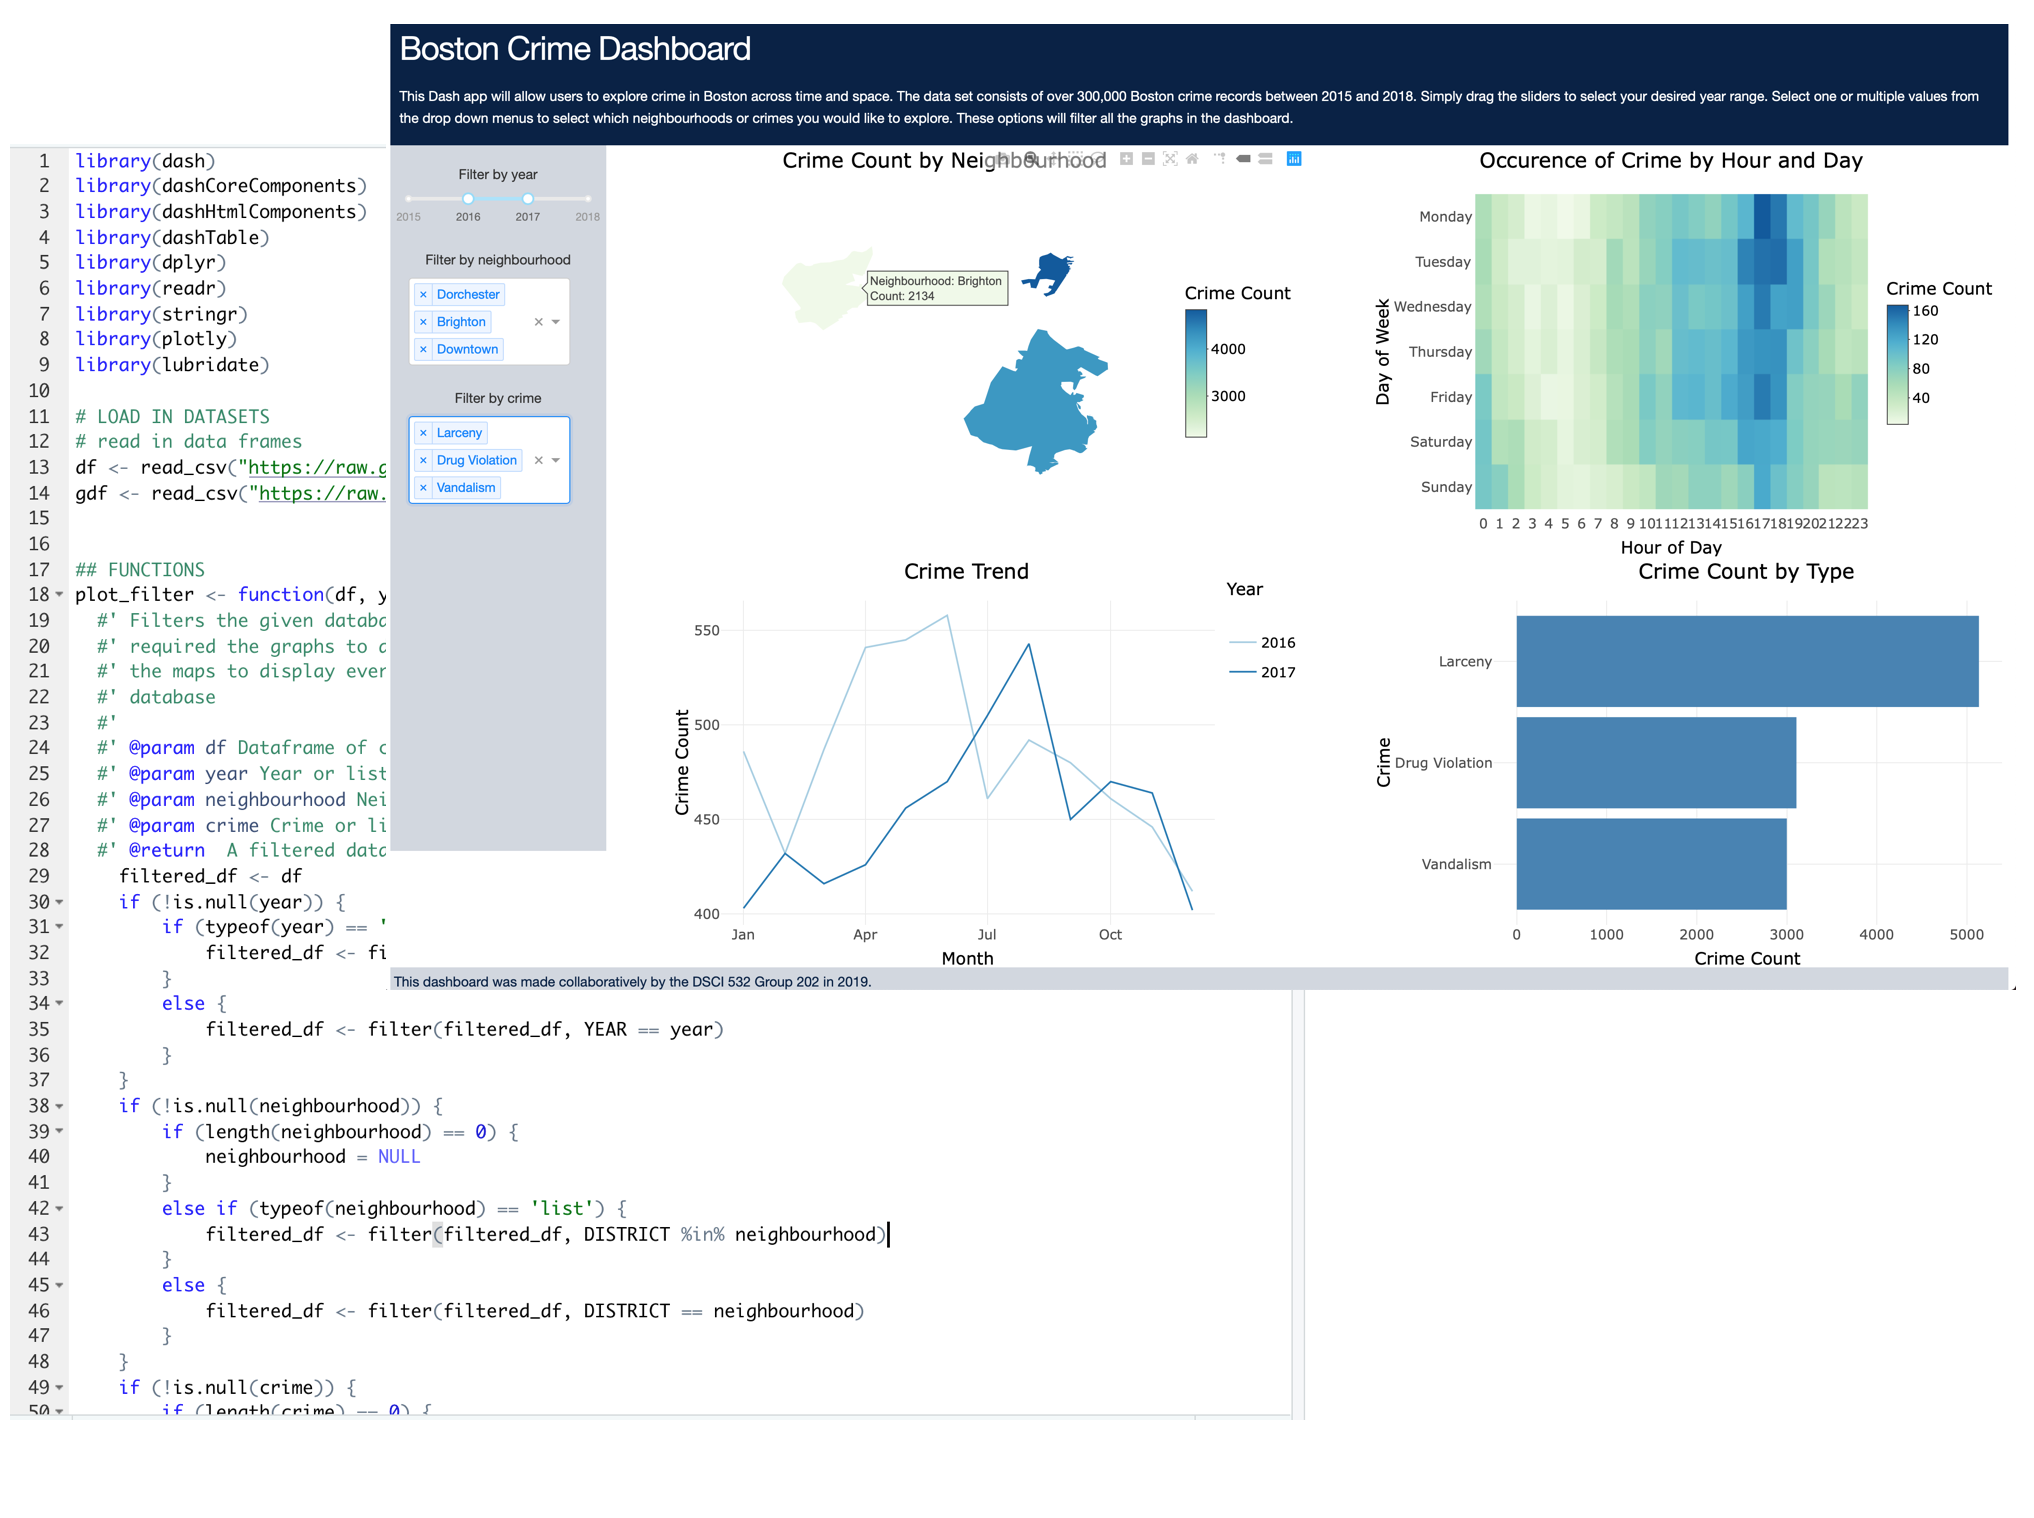 Boston Crime Dashboard
This Dash app will allow users to explore crime in Boston across time and space. The data set consists of over 300,000 Boston crime records between 2015 and 2018. Simply drag the sliders to select your desired year range. Select one or multiple values from
the drop down menus to select which neighbourhoods or crimes you would like to explore. These options will filter all the graphs in the dashboard.
Filter by year
2015 2016 2017 2018
Filter by neighbourhood
× Dorchester
× Brighton
× Downtown
Filter by crime
× Larceny
× Drug Violation
× Vandalism
Crime Count by Neighbourhood
Neighbourhood: Brighton
Count: 2134
Crime Count
4000
3000
Occurence of Crime by Hour and Day
Day of Week
Monday
Tuesday
Wednesday
Thursday
Friday
Saturday
Sunday
0 1 2 3 4 5 6 7 8 9 10 11 12 13 14 15 16 17 18 19 20 21 22 23
Hour of Day
Crime Count
160
120
80
40
Crime Trend
Crime Count
550
500
450
400
Jan Apr Jul Oct
Month
Year
2016
2017
Crime Count by Type
Crime
Larceny
Drug Violation
Vandalism
0 1000 2000 3000 4000 5000
Crime Count
This dashboard was made collaboratively by the DSCI 532 Group 202 in 2019.
1 library(dash)
2 library(dashCoreComponents)
3 library(dashHtmlComponents)
4 library(dashTable)
5 library(dplyr)
6 library(readr)
7 library(stringr)
8 library(plotly)
9 library(lubridate)
10
11 # LOAD IN DATASETS
12 # read in data frames
13 df <- read_csv("https://raw.g
14 gdf <- read_csv("https://raw.
15
16
17 ## FUNCTIONS
18 plot_filter <- function(df, y
19 #' Filters the given databa
20 #' required the graphs to
21 #' the maps to display ever
22 #' database
23 #'
24 #' @param df Dataframe of c
25 #' @param year Year or list
26 #' @param neighbourhood Nei
27 #' @param crime Crime or li
28 #' @return A filtered data
29 filtered_df <- df
30 if (!is.null(year)) {
31 if (typeof(year) == '
32 filtered_df <- fi
33 }
34 else {
35 filtered_df <- filter(filtered_df, YEAR == year)
36 }
37 }
38 if (!is.null(neighbourhood)) {
39 if (length(neighbourhood) == 0) {
40 neighbourhood = NULL
41 }
42 else if (typeof(neighbourhood) == 'list') {
43 filtered_df <- filter(filtered_df, DISTRICT %in% neighbourhood)
44 }
45 else {
46 filtered_df <- filter(filtered_df, DISTRICT == neighbourhood)
47 }
48 }
49 if (!is.null(crime)) {
50 if (length(crime) == 0) {